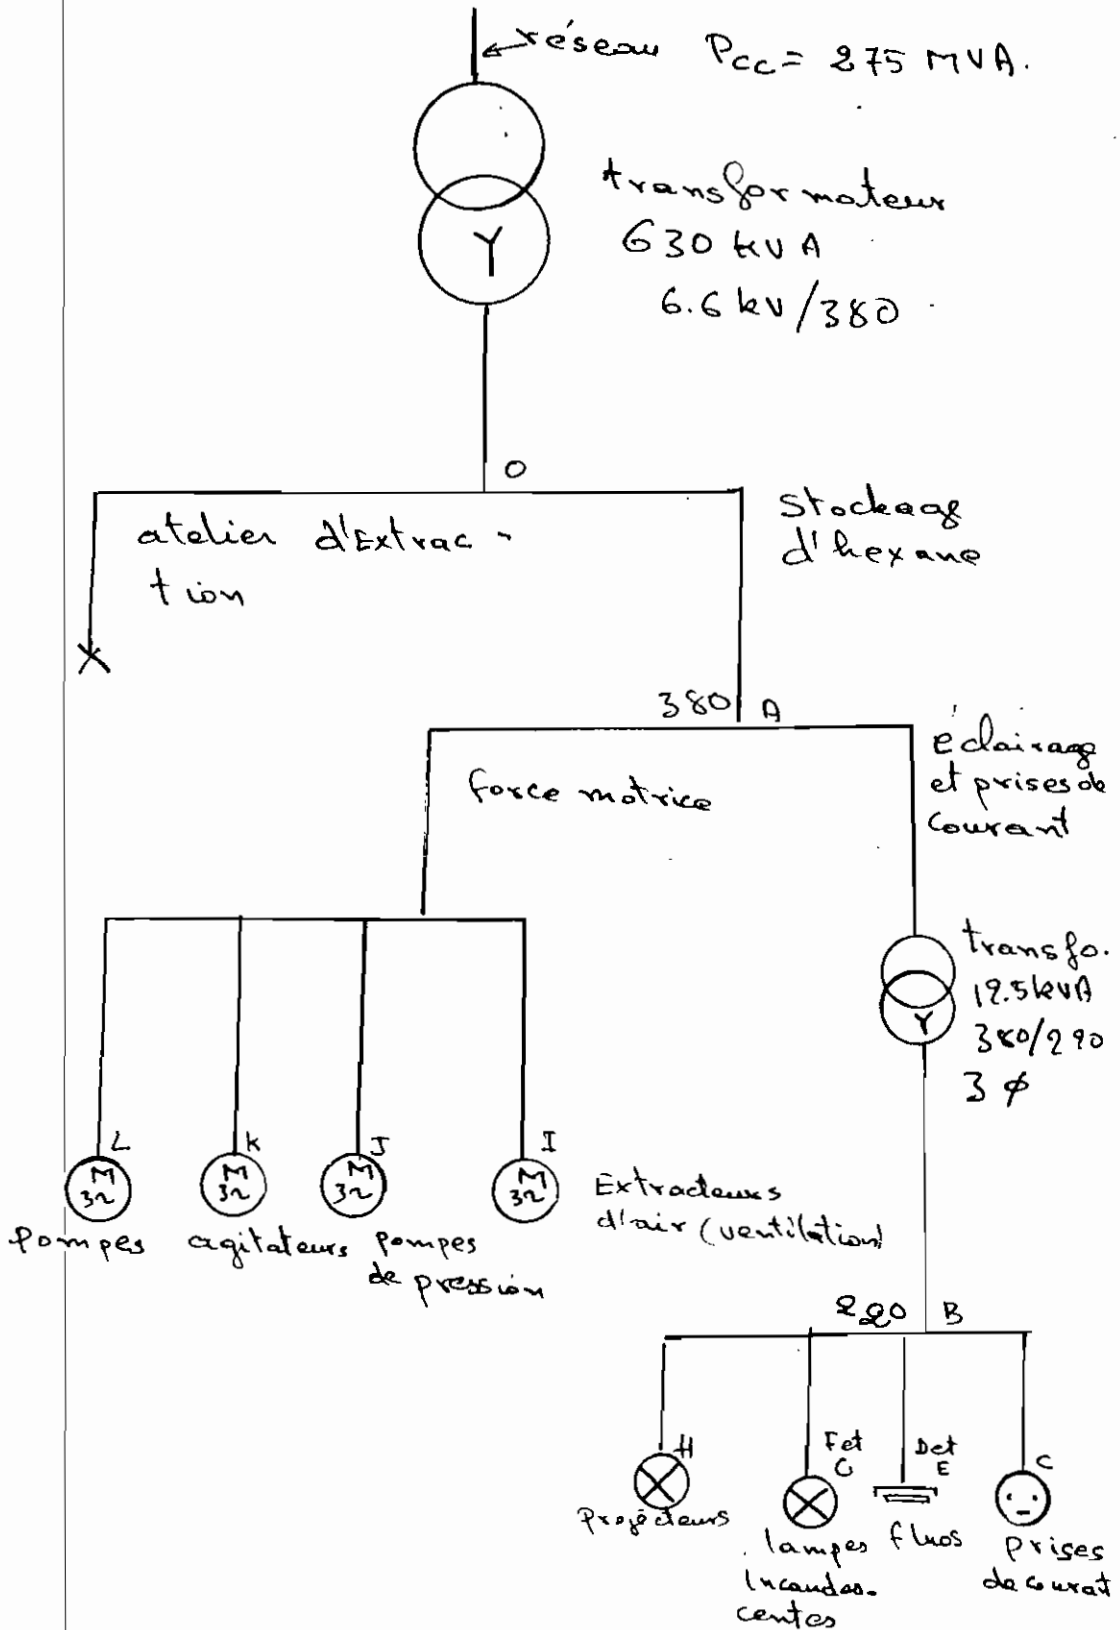 réseau Pcc = 275 MVA.
transformateur
630 kVA
6.6 kV/380
Y
O
atelier d'Extrac-
tion
Stockage
d'hexane
380 A
éclairage
et prises de
courant
force motrice
transfo.
12.5kVA
380/220
3 ϕ
Y
L
K
J
I
M
3~
M
3~
M
3~
M
3~
Extracteurs
d'air (ventilation)
pompes
agitateurs
pompes
de pression
220 B
H
F et
G
D et
E
C
Projecteurs
lampes
Incandes-
centes
fluos
prises
de courat